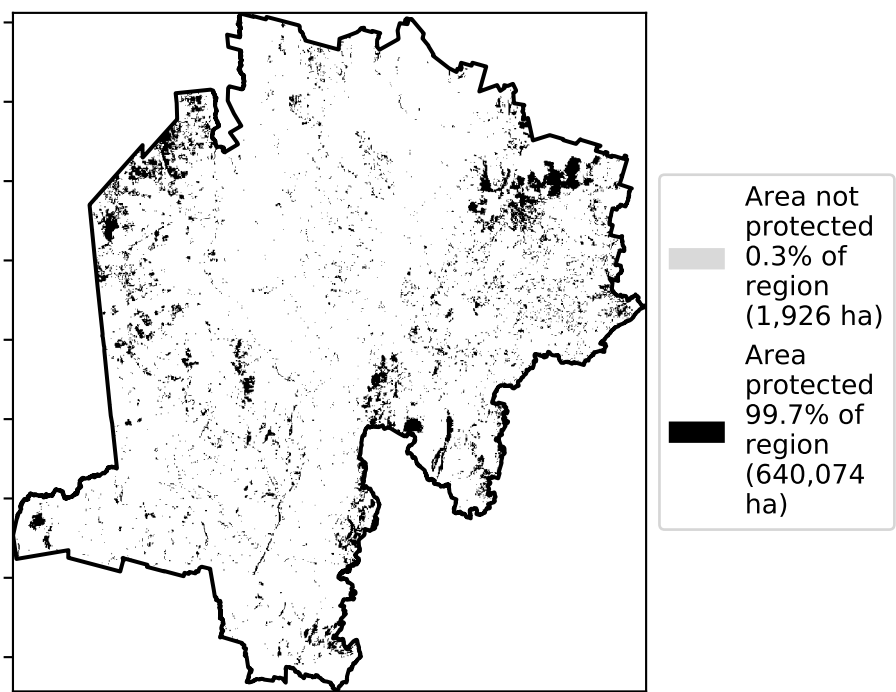 Area not
protected
0.3% of
region
(1,926 ha)
Area
protected
99.7% of
region
(640,074
ha)